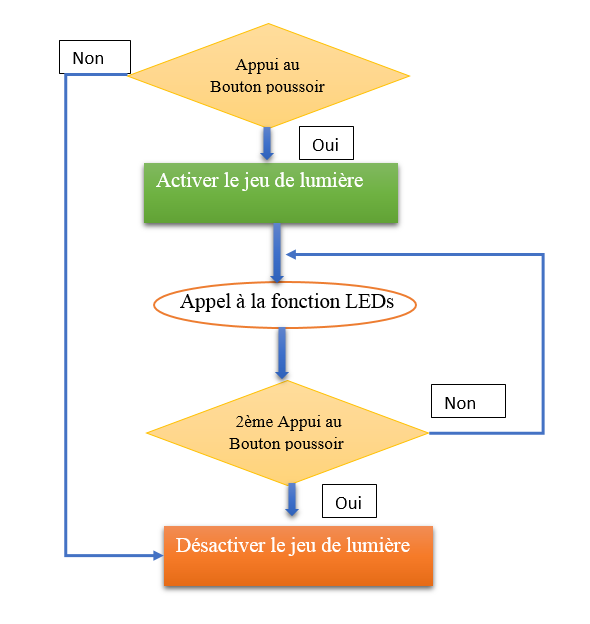 Non
Appui au
Bouton poussoir
Oui
Activer le jeu de lumière
Appel à la fonction LEDs
2ème Appui au
Bouton poussoir
Non
Oui
Désactiver le jeu de lumière